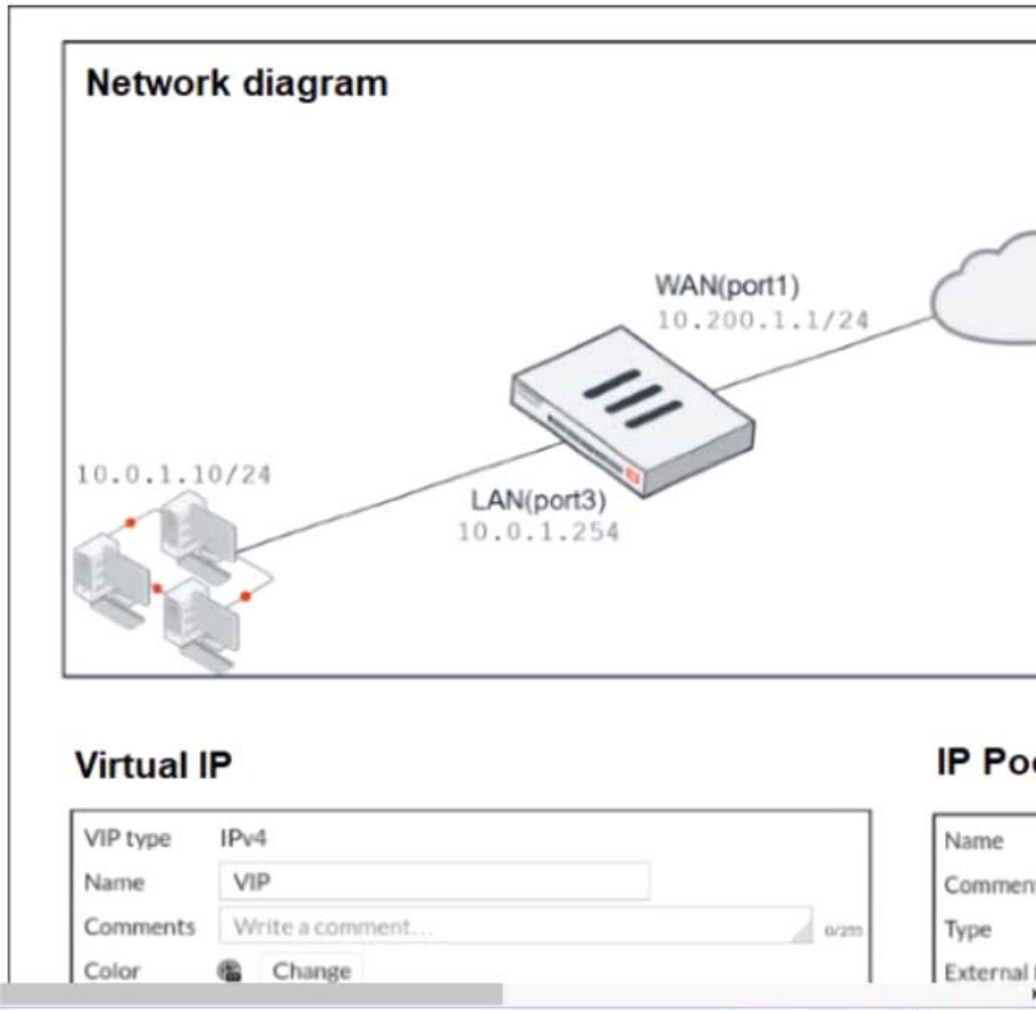 Network diagram
WAN(port1)
10.200.1.1/24
10.0.1.10/24
LAN(port3)
10.0.1.254
Virtual IP
VIP type IPv4
Name VIP
Comments Write a comment...
0/255
Color Change
IP Poo
Name
Commen
Type
External